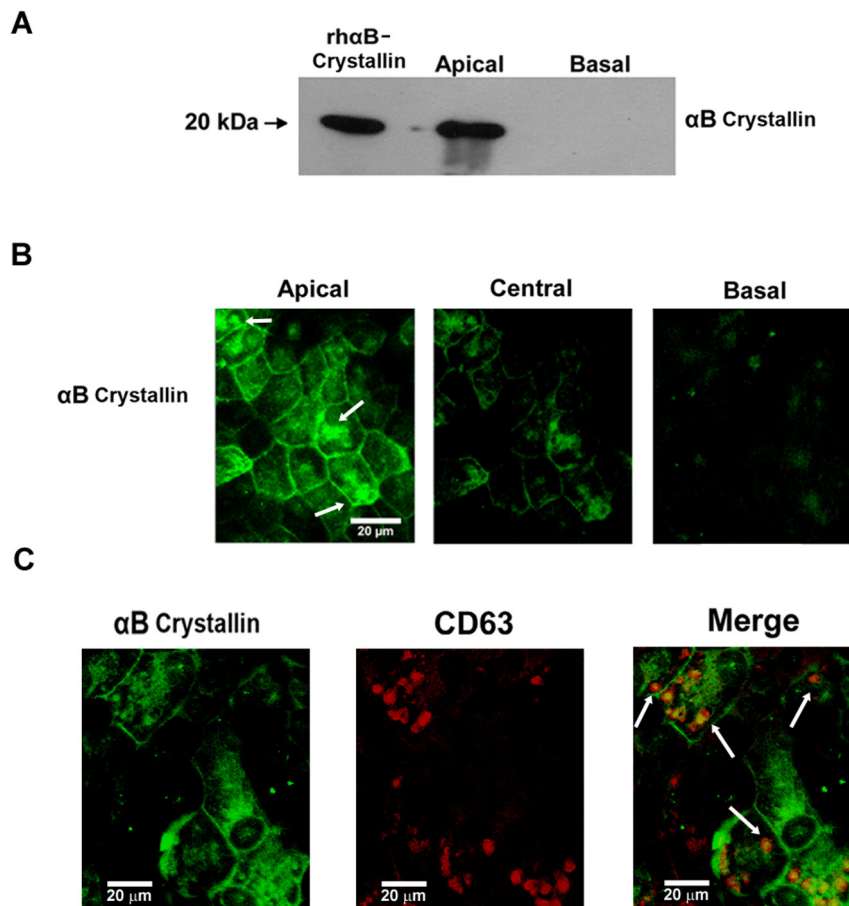 A
rhαB-
Crystallin
Apical
Basal
20 kDa
αB Crystallin
B
Apical
Central
Basal
αB Crystallin
20 µm
C
αB Crystallin
CD63
Merge
20 µm
20 µm
20 µm